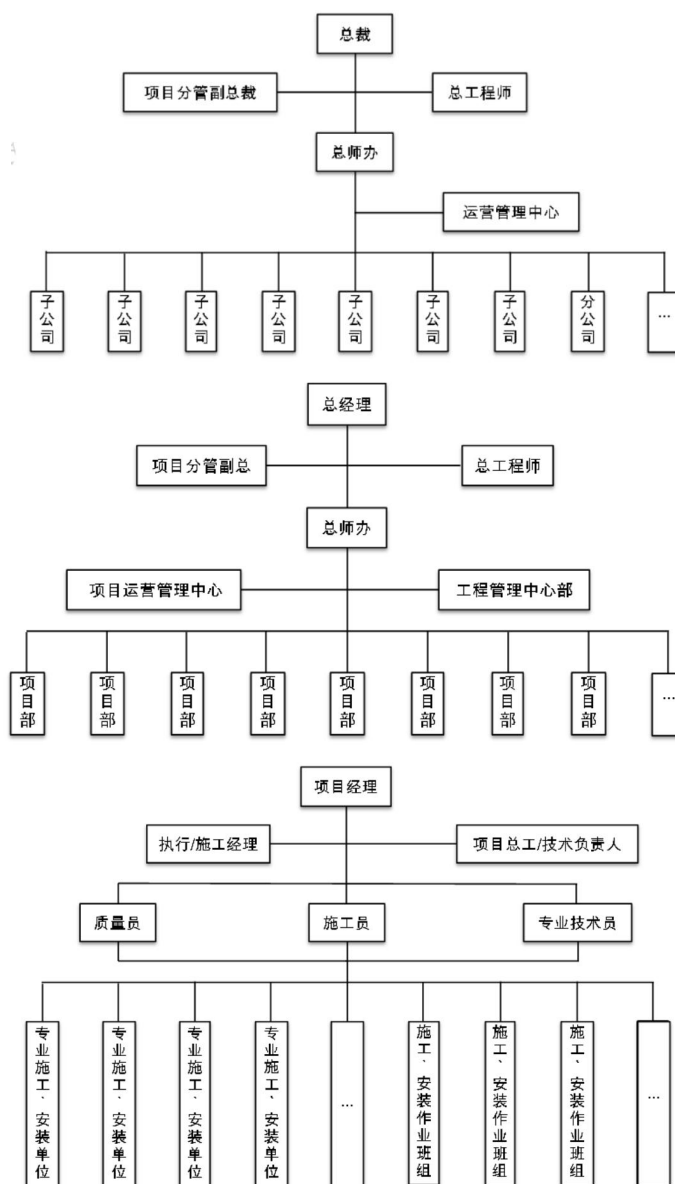 总裁
项目分管副总裁
总工程师
总师办
运营管理中心
子公司
子公司
子公司
子公司
子公司
子公司
子公司
分公司
...
总经理
项目分管副总
总工程师
总师办
项目运营管理中心
工程管理中心部
项目部
项目部
项目部
项目部
项目部
项目部
项目部
项目部
...
项目经理
执行/施工经理
项目总工/技术负责人
质量员
施工员
专业技术员
专业施工、安装单位
专业施工、安装单位
专业施工、安装单位
专业施工、安装单位
...
施工、安装作业班组
施工、安装作业班组
施工、安装作业班组
...